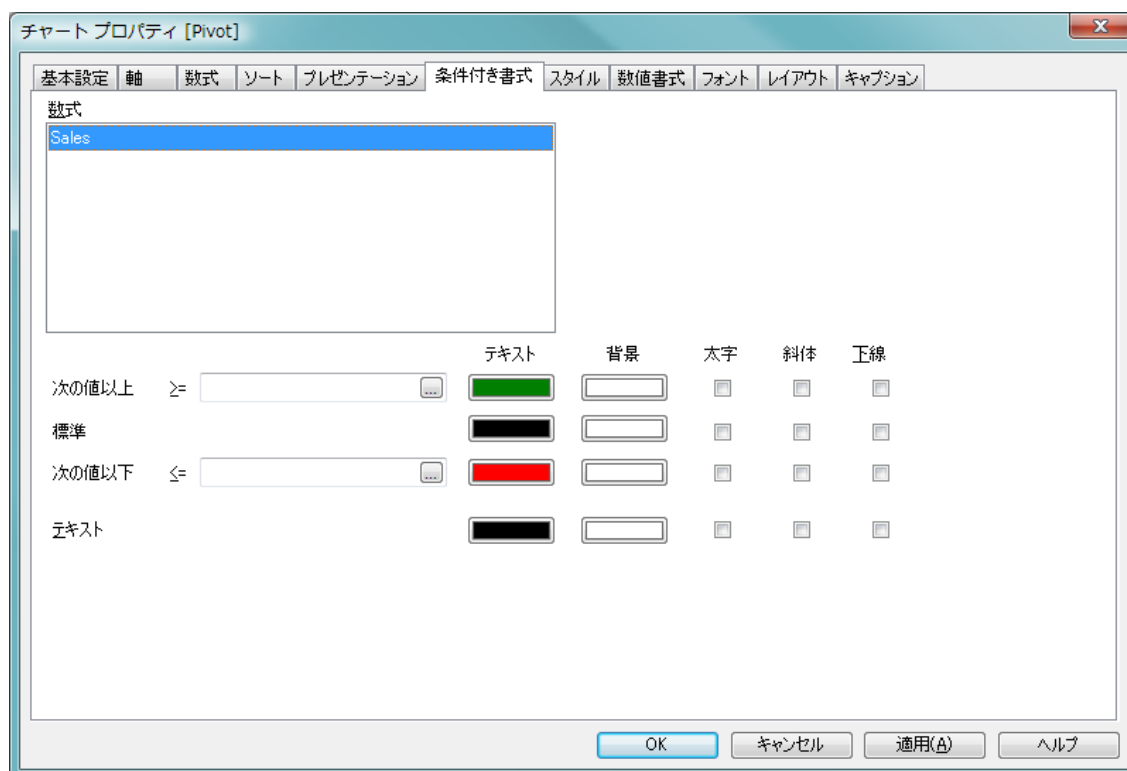 チャート プロパティ [Pivot]
基本設定 軸 数式 ソート プレゼンテーション 条件付き書式 スタイル 数値書式 フォント レイアウト キャプション
数式
Sales
テキスト 背景 太字 斜体 下線
次の値以上 >= ...
標準
次の値以下 <= ...
テキスト
OK キャンセル 適用(A) ヘルプ